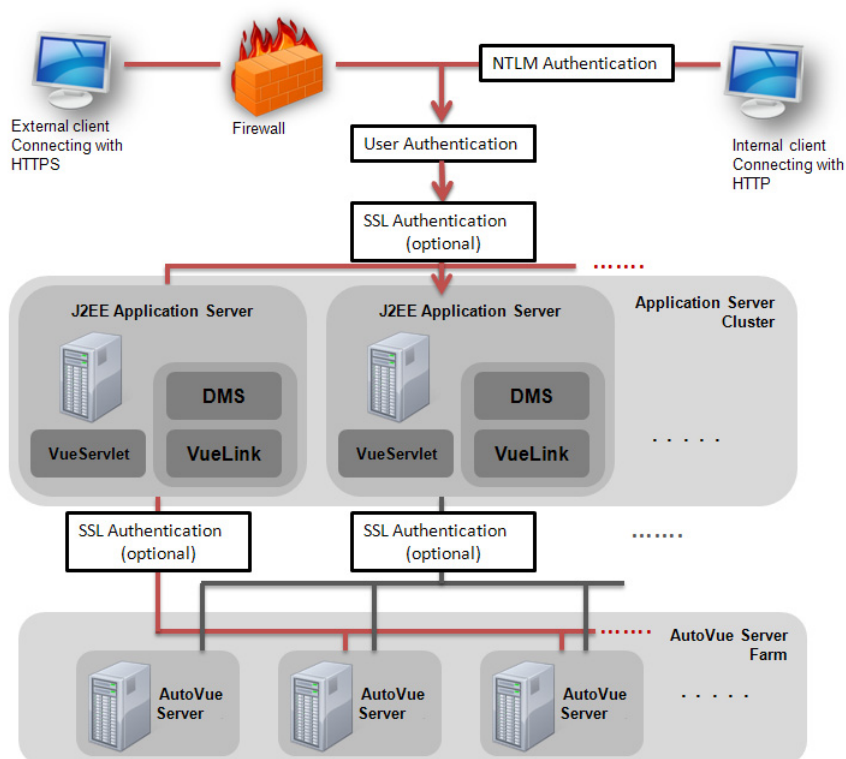 NTLM Authentication
External client
Connecting with
HTTPS
Firewall
Internal client
Connecting with
HTTP
User Authentication
SSL Authentication
(optional)
Application Server
Cluster
J2EE Application Server
DMS
VueServlet
VueLink
J2EE Application Server
DMS
VueServlet
VueLink
SSL Authentication
(optional)
SSL Authentication
(optional)
AutoVue Server
Farm
AutoVue
Server
AutoVue
Server
AutoVue
Server